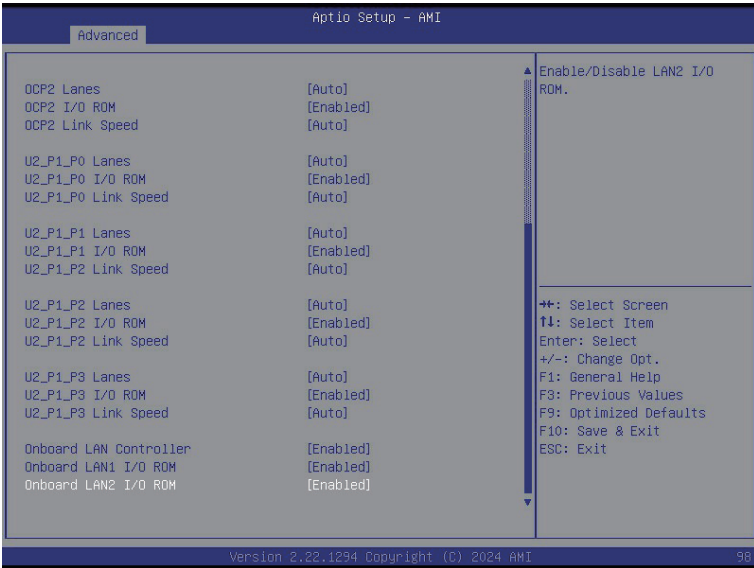 Aptio Setup - AMI
Advanced
OCP2 Lanes [Auto]
OCP2 I/O ROM [Enabled]
OCP2 Link Speed [Auto]
U2_P1_P0 Lanes [Auto]
U2_P1_P0 I/O ROM [Enabled]
U2_P1_P0 Link Speed [Auto]
U2_P1_P1 Lanes [Auto]
U2_P1_P1 I/O ROM [Enabled]
U2_P1_P2 Link Speed [Auto]
U2_P1_P2 Lanes [Auto]
U2_P1_P2 I/O ROM [Enabled]
U2_P1_P2 Link Speed [Auto]
U2_P1_P3 Lanes [Auto]
U2_P1_P3 I/O ROM [Enabled]
U2_P1_P3 Link Speed [Auto]
Onboard LAN Controller [Enabled]
Onboard LAN1 I/O ROM [Enabled]
Onboard LAN2 I/O ROM [Enabled]
Enable/Disable LAN2 I/O
ROM.
→←: Select Screen
↑↓: Select Item
Enter: Select
+/-: Change Opt.
F1: General Help
F3: Previous Values
F9: Optimized Defaults
F10: Save & Exit
ESC: Exit
Version 2.22.1294 Copyright (C) 2024 AMI
98